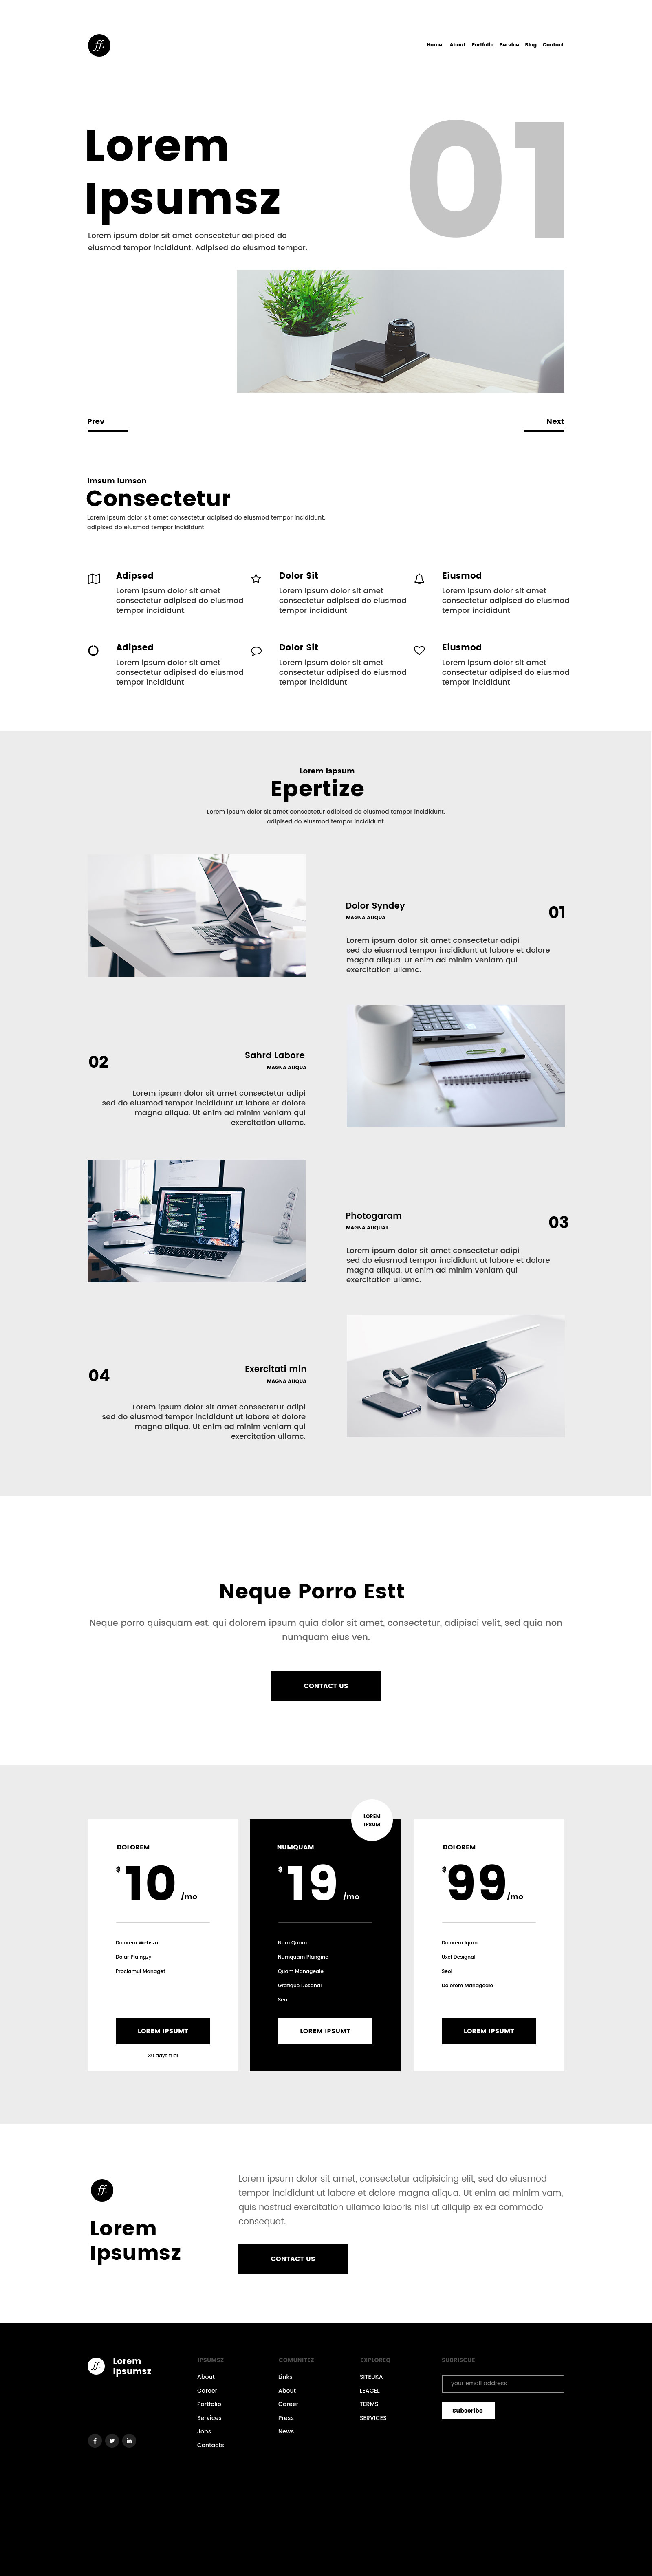 ff.
Home About Portfolio Service Blog Contact
Lorem
Ipsumsz
01
Lorem ipsum dolor sit amet consectetur adipised do
eiusmod tempor incididunt. Adipised do eiusmod tempor.
Prev
Next
Imsum Iumson
Consectetur
Lorem ipsum dolor sit amet consectetur adipised do eiusmod tempor incididunt.
adipised do eiusmod tempor incididunt.
Adipsed
Lorem ipsum dolor sit amet
consectetur adipised do eiusmod
tempor incididunt.
Dolor Sit
Lorem ipsum dolor sit amet
consectetur adipised do eiusmod
tempor incididunt
Eiusmod
Lorem ipsum dolor sit amet
consectetur adipised do eiusmod
tempor incididunt
Adipsed
Lorem ipsum dolor sit amet
consectetur adipised do eiusmod
tempor incididunt
Dolor Sit
Lorem ipsum dolor sit amet
consectetur adipised do eiusmod
tempor incididunt
Eiusmod
Lorem ipsum dolor sit amet
consectetur adipised do eiusmod
tempor incididunt
Lorem Ispsum
Epertize
Lorem ipsum dolor sit amet consectetur adipised do eiusmod tempor incididunt.
adipised do eiusmod tempor incididunt.
Dolor Syndey
MAGNA ALIQUA
01
Lorem ipsum dolor sit amet consectetur adipi
sed do eiusmod tempor incididunt ut labore et dolore
magna aliqua. Ut enim ad minim veniam qui
exercitation ullamc.
02
Sahrd Labore
MAGNA ALIQUA
Lorem ipsum dolor sit amet consectetur adipi
sed do eiusmod tempor incididunt ut labore et dolore
magna aliqua. Ut enim ad minim veniam qui
exercitation ullamc.
Photogaram
MAGNA ALIQUAT
03
Lorem ipsum dolor sit amet consectetur adipi
sed do eiusmod tempor incididunt ut labore et dolore
magna aliqua. Ut enim ad minim veniam qui
exercitation ullamc.
04
Exercitati min
MAGNA ALIQUA
Lorem ipsum dolor sit amet consectetur adipi
sed do eiusmod tempor incididunt ut labore et dolore
magna aliqua. Ut enim ad minim veniam qui
exercitation ullamc.
Neque Porro Estt
Neque porro quisquam est, qui dolorem ipsum quia dolor sit amet, consectetur, adipisci velit, sed quia non
numquam eius ven.
CONTACT US
DOLOREM
$ 10 /mo
Dolorem Webszal
Dolar Plaingzy
Proclamul Managet
LOREM IPSUMT
30 days trial
LOREM
IPSUM
NUMQUAM
$ 19 /mo
Num Quam
Numquam Plangine
Quam Manageale
Grafique Desgnal
Seo
LOREM IPSUMT
DOLOREM
$ 99 /mo
Dolorem Iqum
Uxel Designal
Seol
Dalorem Manageale
LOREM IPSUMT
ff.
Lorem
Ipsumsz
Lorem ipsum dolor sit amet, consectetur adipisicing elit, sed do eiusmod
tempor incididunt ut labore et dolore magna aliqua. Ut enim ad minim vam,
quis nostrud exercitation ullamco laboris nisi ut aliquip ex ea commodo
consequat.
CONTACT US
ff.
Lorem
Ipsumsz
IPSUMSZ
About
Career
Portfolio
Services
Jobs
Contacts
COMUNITEZ
Links
About
Career
Press
News
EXPLOREQ
SITEUKA
LEAGEL
TERMS
SERVICES
SUBRISCUE
your email address
Subscribe